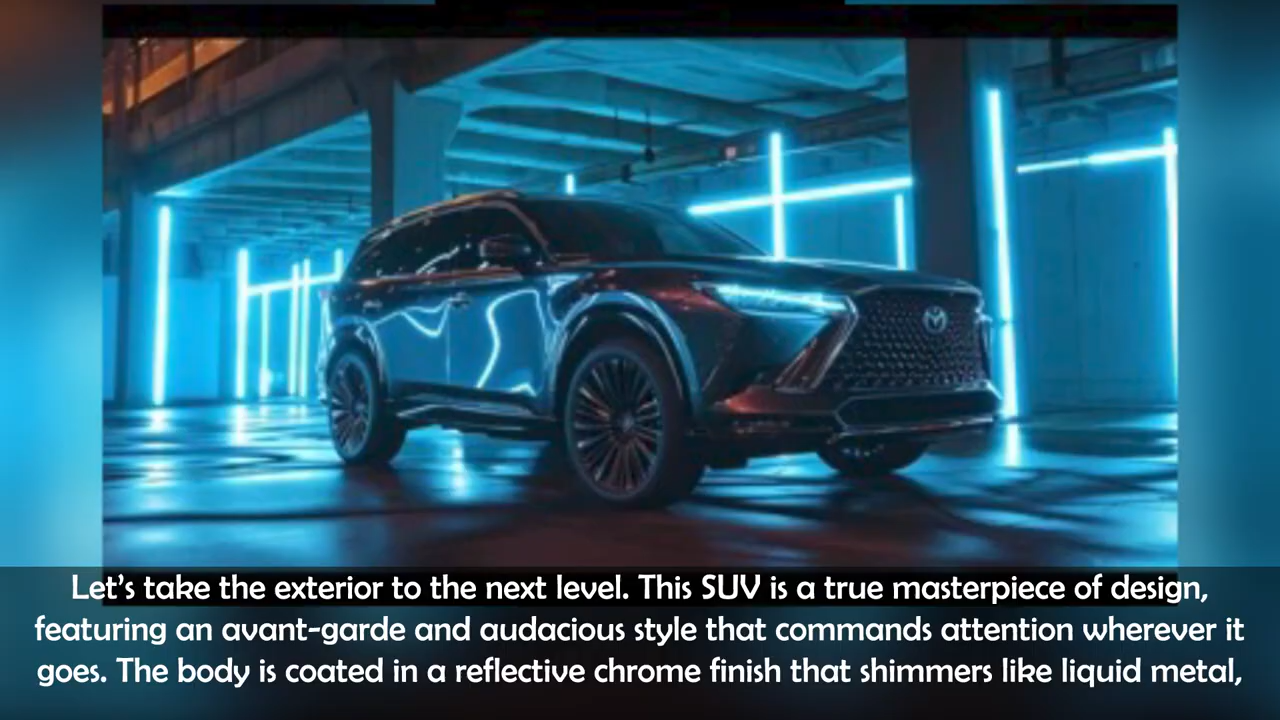 Let's take the exterior to the next level. This SUV is a true masterpiece of design,
featuring an avant-garde and audacious style that commands attention wherever it
goes. The body is coated in a reflective chrome finish that shimmers like liquid metal,